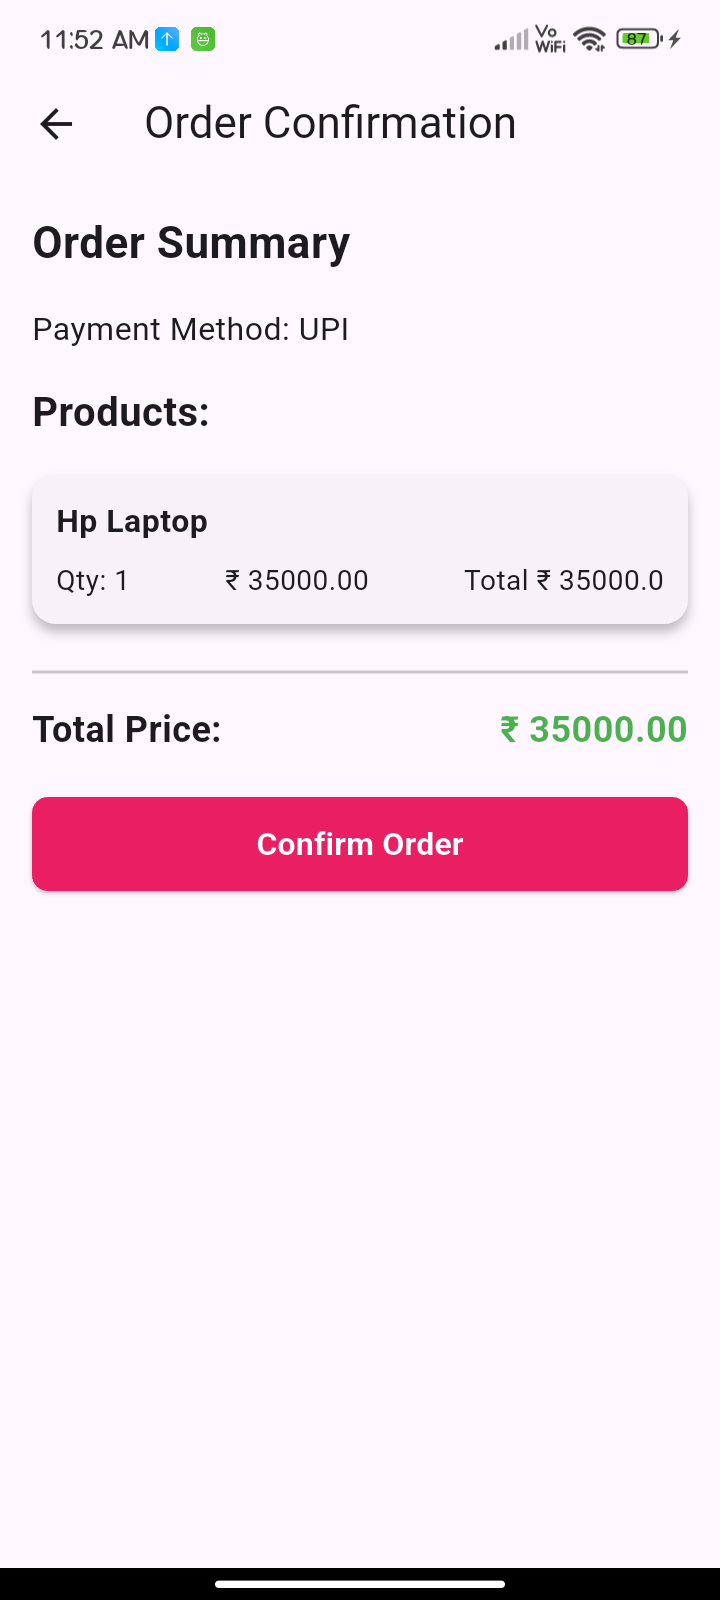 11:52 AM
Vo
WiFi
87
Order Confirmation
Order Summary
Payment Method: UPI
Products:
Hp Laptop
Qty: 1 ₹ 35000.00 Total ₹ 35000.0
Total Price: ₹ 35000.00
Confirm Order